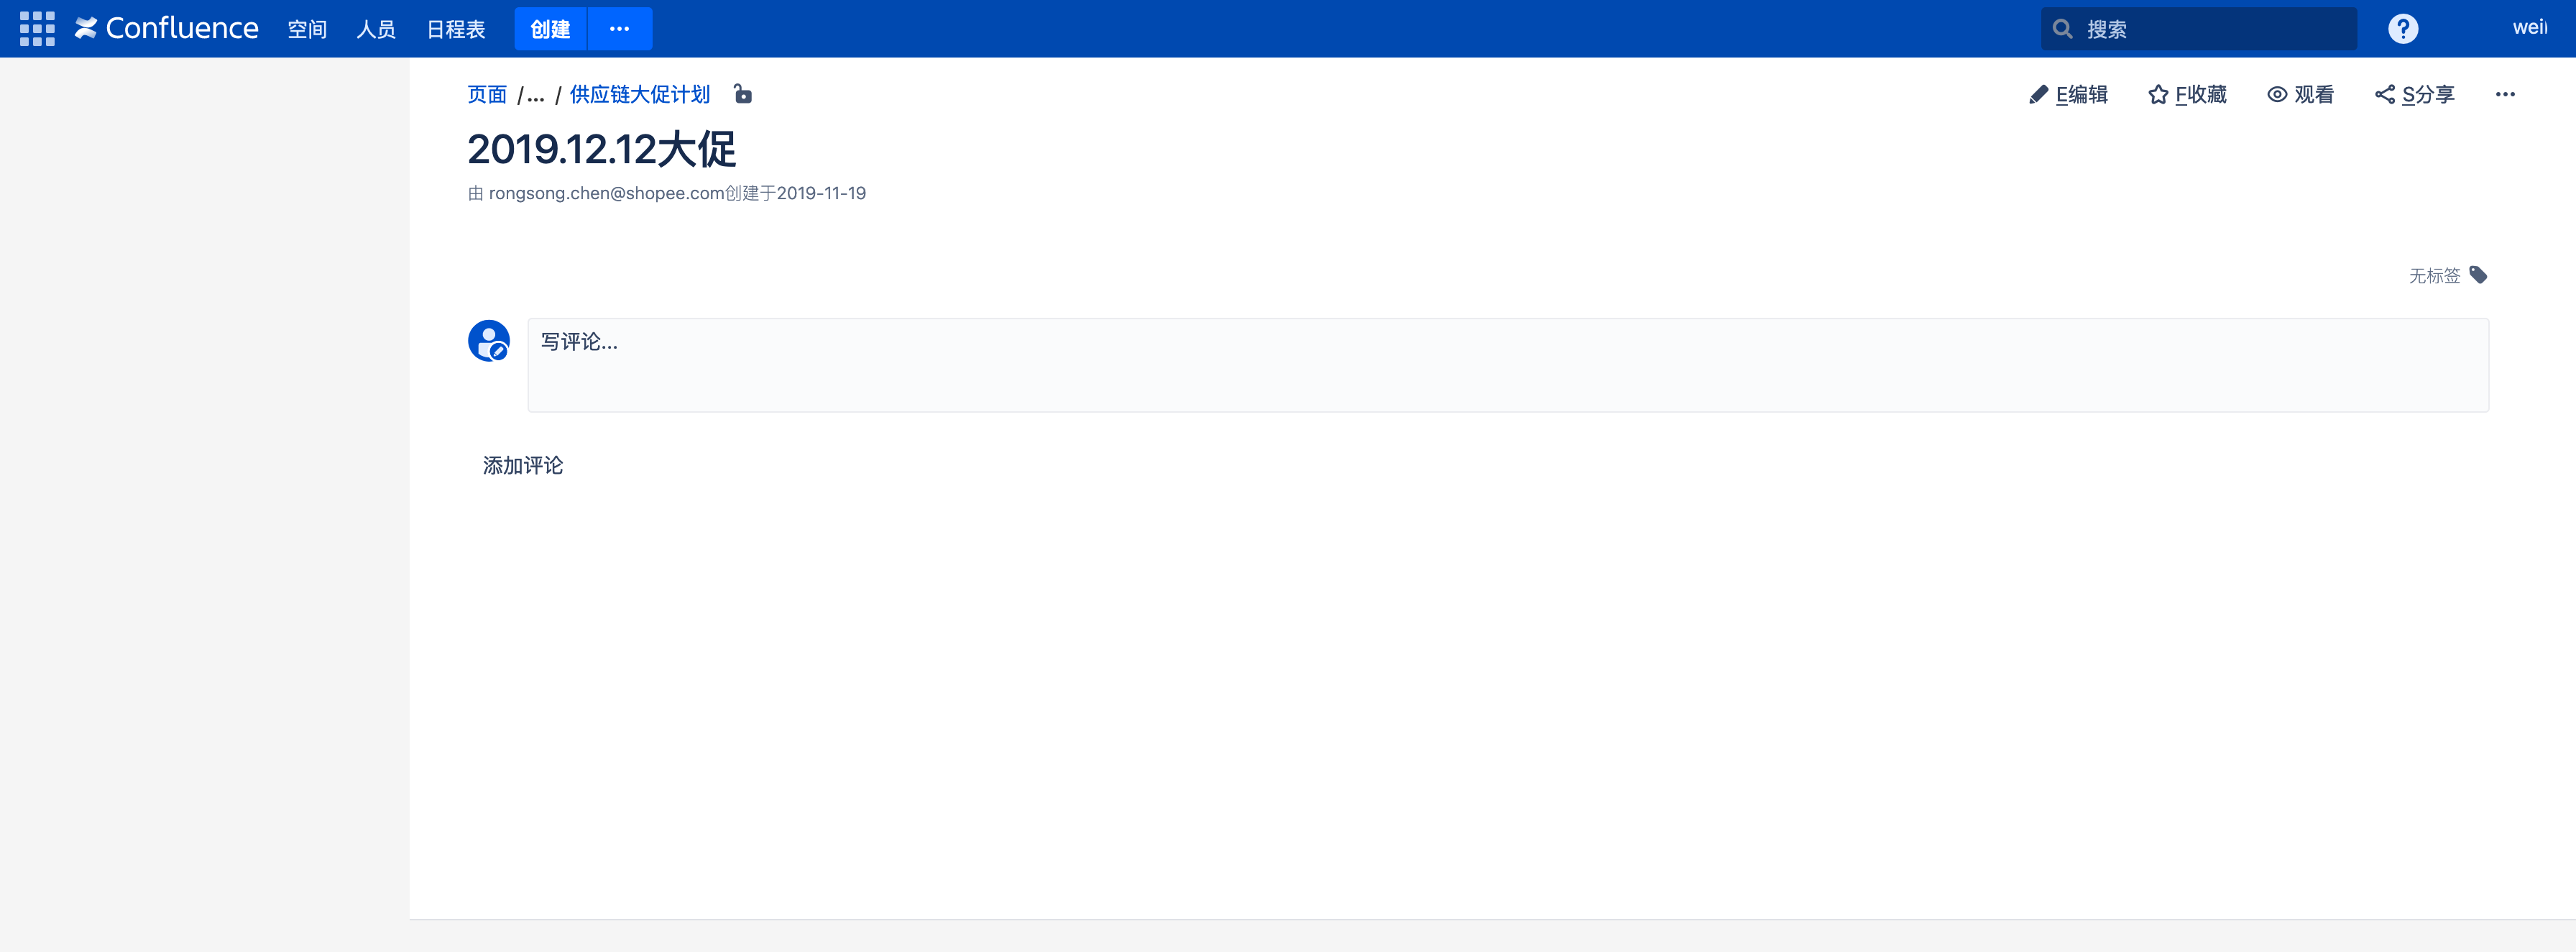 Confluence 空间 人员 日程表 创建 ... 搜索 ? weil
页面 /... / 供应链大促计划 E编辑 F收藏 观看 S分享 ...
2019.12.12大促
由 rongsong.chen@shopee.com创建于2019-11-19
无标签
写评论...
添加评论